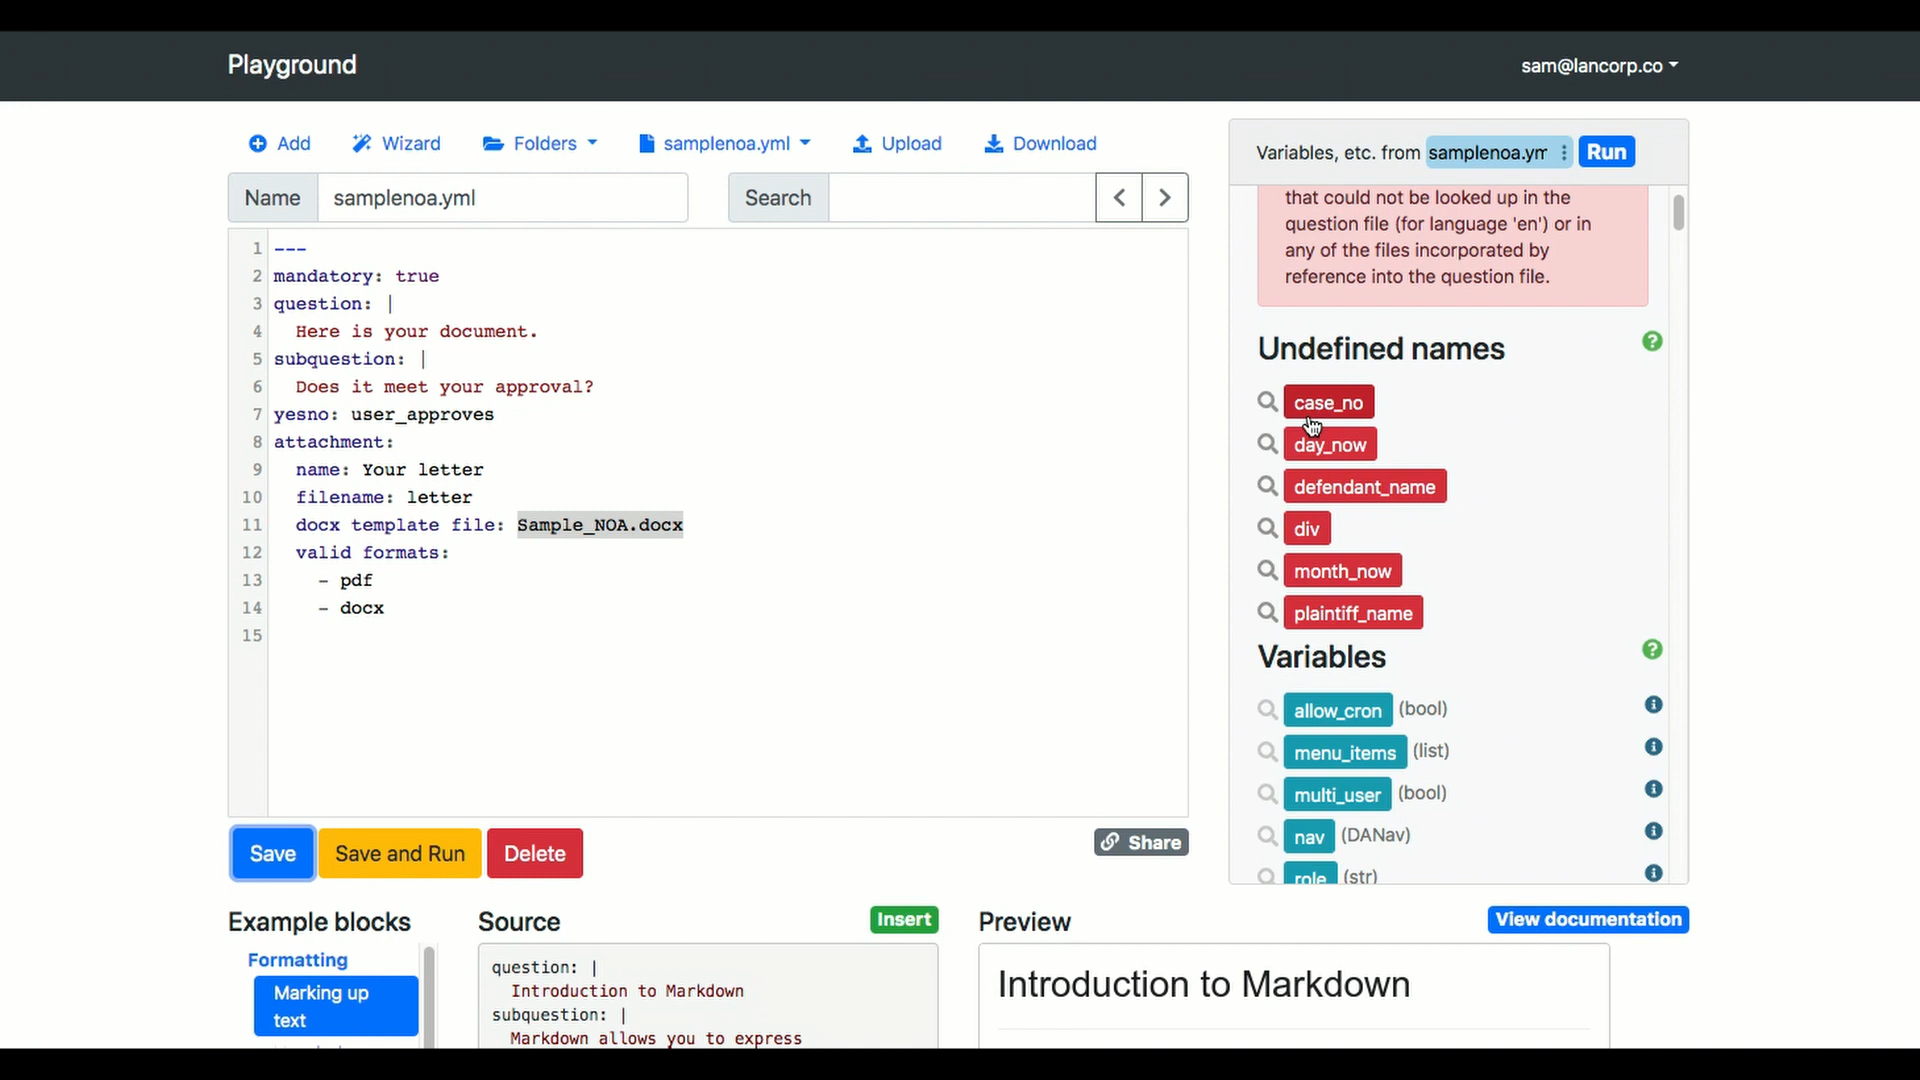 Playground
sam@lancorp.co
Add
Wizard
Folders
samplenoa.yml
Upload
Download
Name
samplenoa.yml
Search
1 ---
2 mandatory: true
3 question: |
4 Here is your document.
5 subquestion: |
6 Does it meet your approval?
7 yesno: user_approves
8 attachment:
9 name: Your letter
10 filename: letter
11 docx template file: Sample_NOA.docx
12 valid formats:
13 - pdf
14 - docx
15
Save
Save and Run
Delete
Share
Variables, etc. from samplenoa.ym
Run
that could not be looked up in the
question file (for language 'en') or in
any of the files incorporated by
reference into the question file.
Undefined names
case_no
day_now
defendant_name
div
month_now
plaintiff_name
Variables
allow_cron (bool)
menu_items (list)
multi_user (bool)
nav (DANav)
role (str)
Example blocks
Formatting
Marking up
text
Source
Insert
question: |
Introduction to Markdown
subquestion: |
Markdown allows you to express
Preview
View documentation
Introduction to Markdown